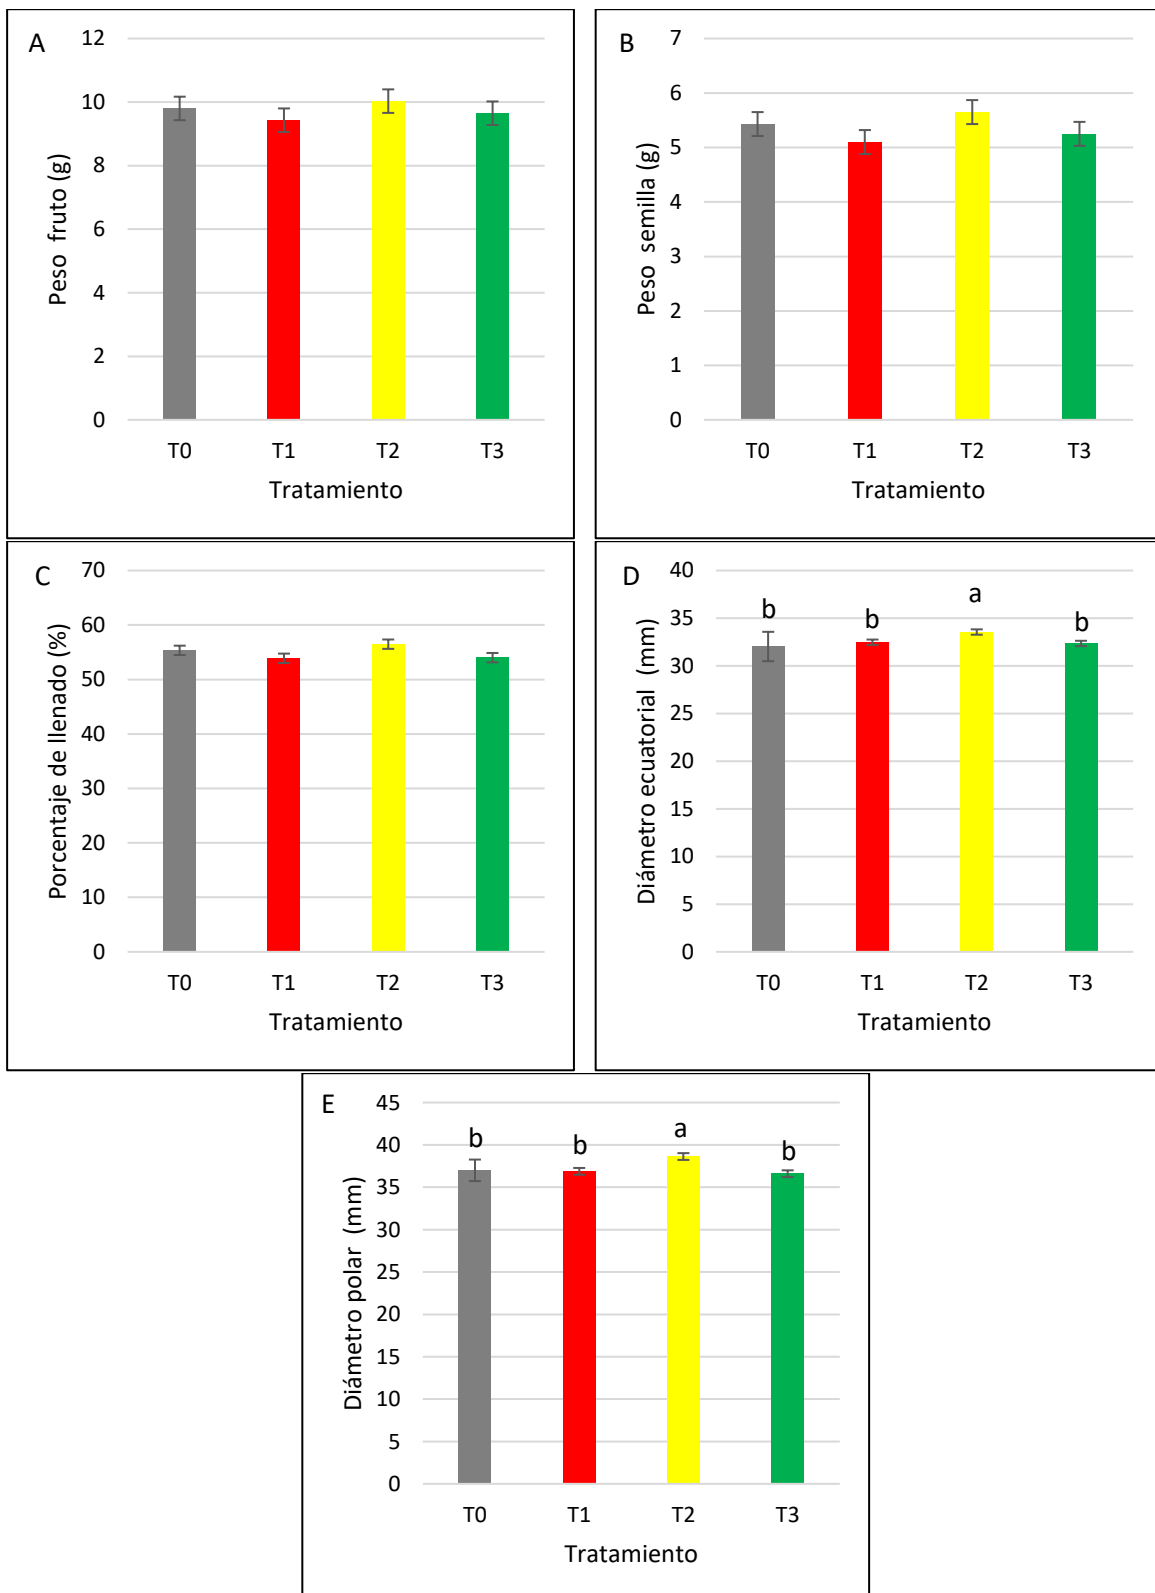 A
Peso fruto (g)
12
10
8
6
4
2
0
T0 T1 T2 T3
Tratamiento
B
Peso semilla (g)
7
6
5
4
3
2
1
0
T0 T1 T2 T3
Tratamiento
C
Porcentaje de llenado (%)
70
60
50
40
30
20
10
0
T0 T1 T2 T3
Tratamiento
D
Diámetro ecuatorial (mm)
40
35
30
25
20
15
10
5
0
b b a b
T0 T1 T2 T3
Tratamiento
E
Diámetro polar (mm)
45
40
35
30
25
20
15
10
5
0
b b a b
T0 T1 T2 T3
Tratamiento